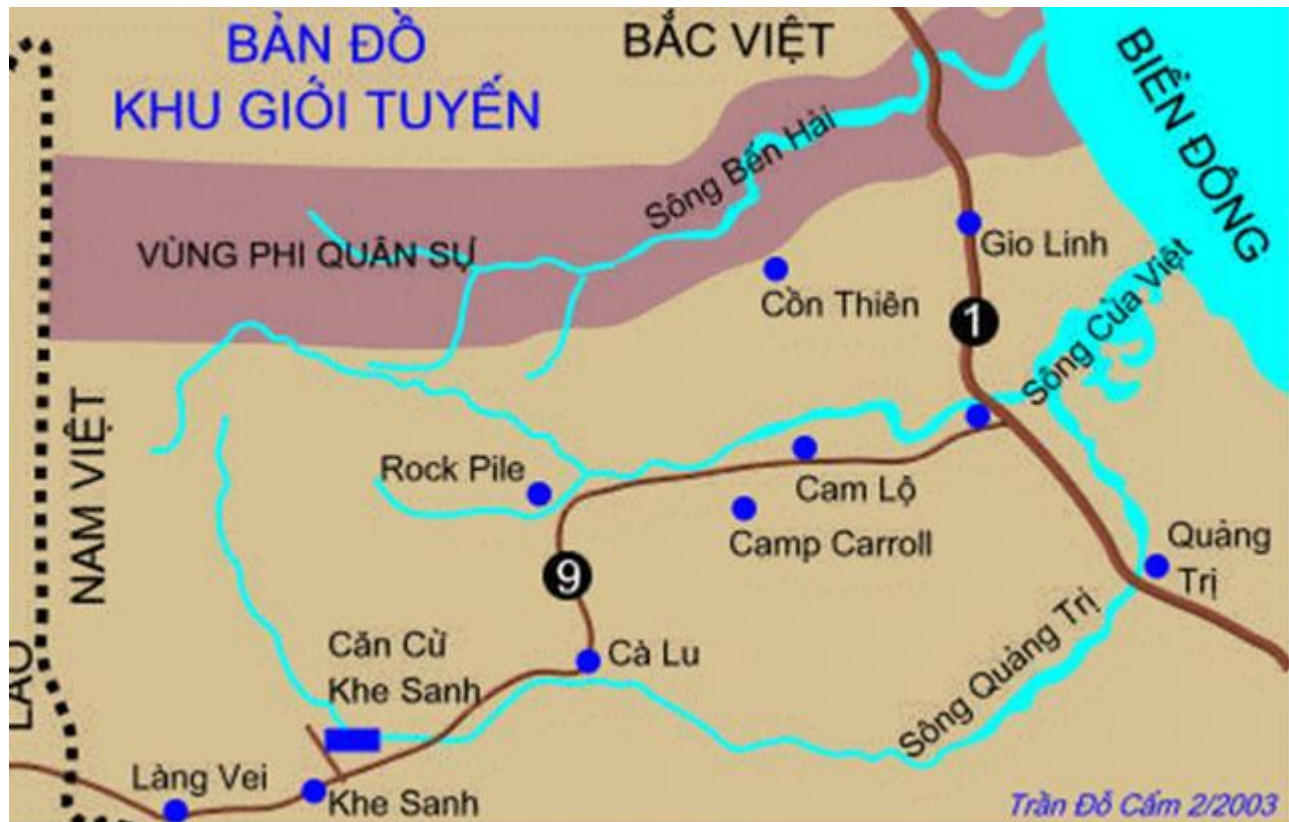 BẢN ĐỒ
KHU GIỚI TUYẾN
BẮC VIỆT
BIỂN ĐÔNG
Sông Bến Hải
VÙNG PHI QUÂN SỰ
Gio Linh
Cồn Thiên
1
Sông Cửa Việt
NAM VIỆT
Rock Pile
Cam Lộ
Camp Carroll
Quảng
Trị
9
Căn Cứ
Khe Sanh
Cà Lu
Sông Quảng Trị
LÀO
Làng Vei
Khe Sanh
Trần Đỗ Cẩm 2/2003